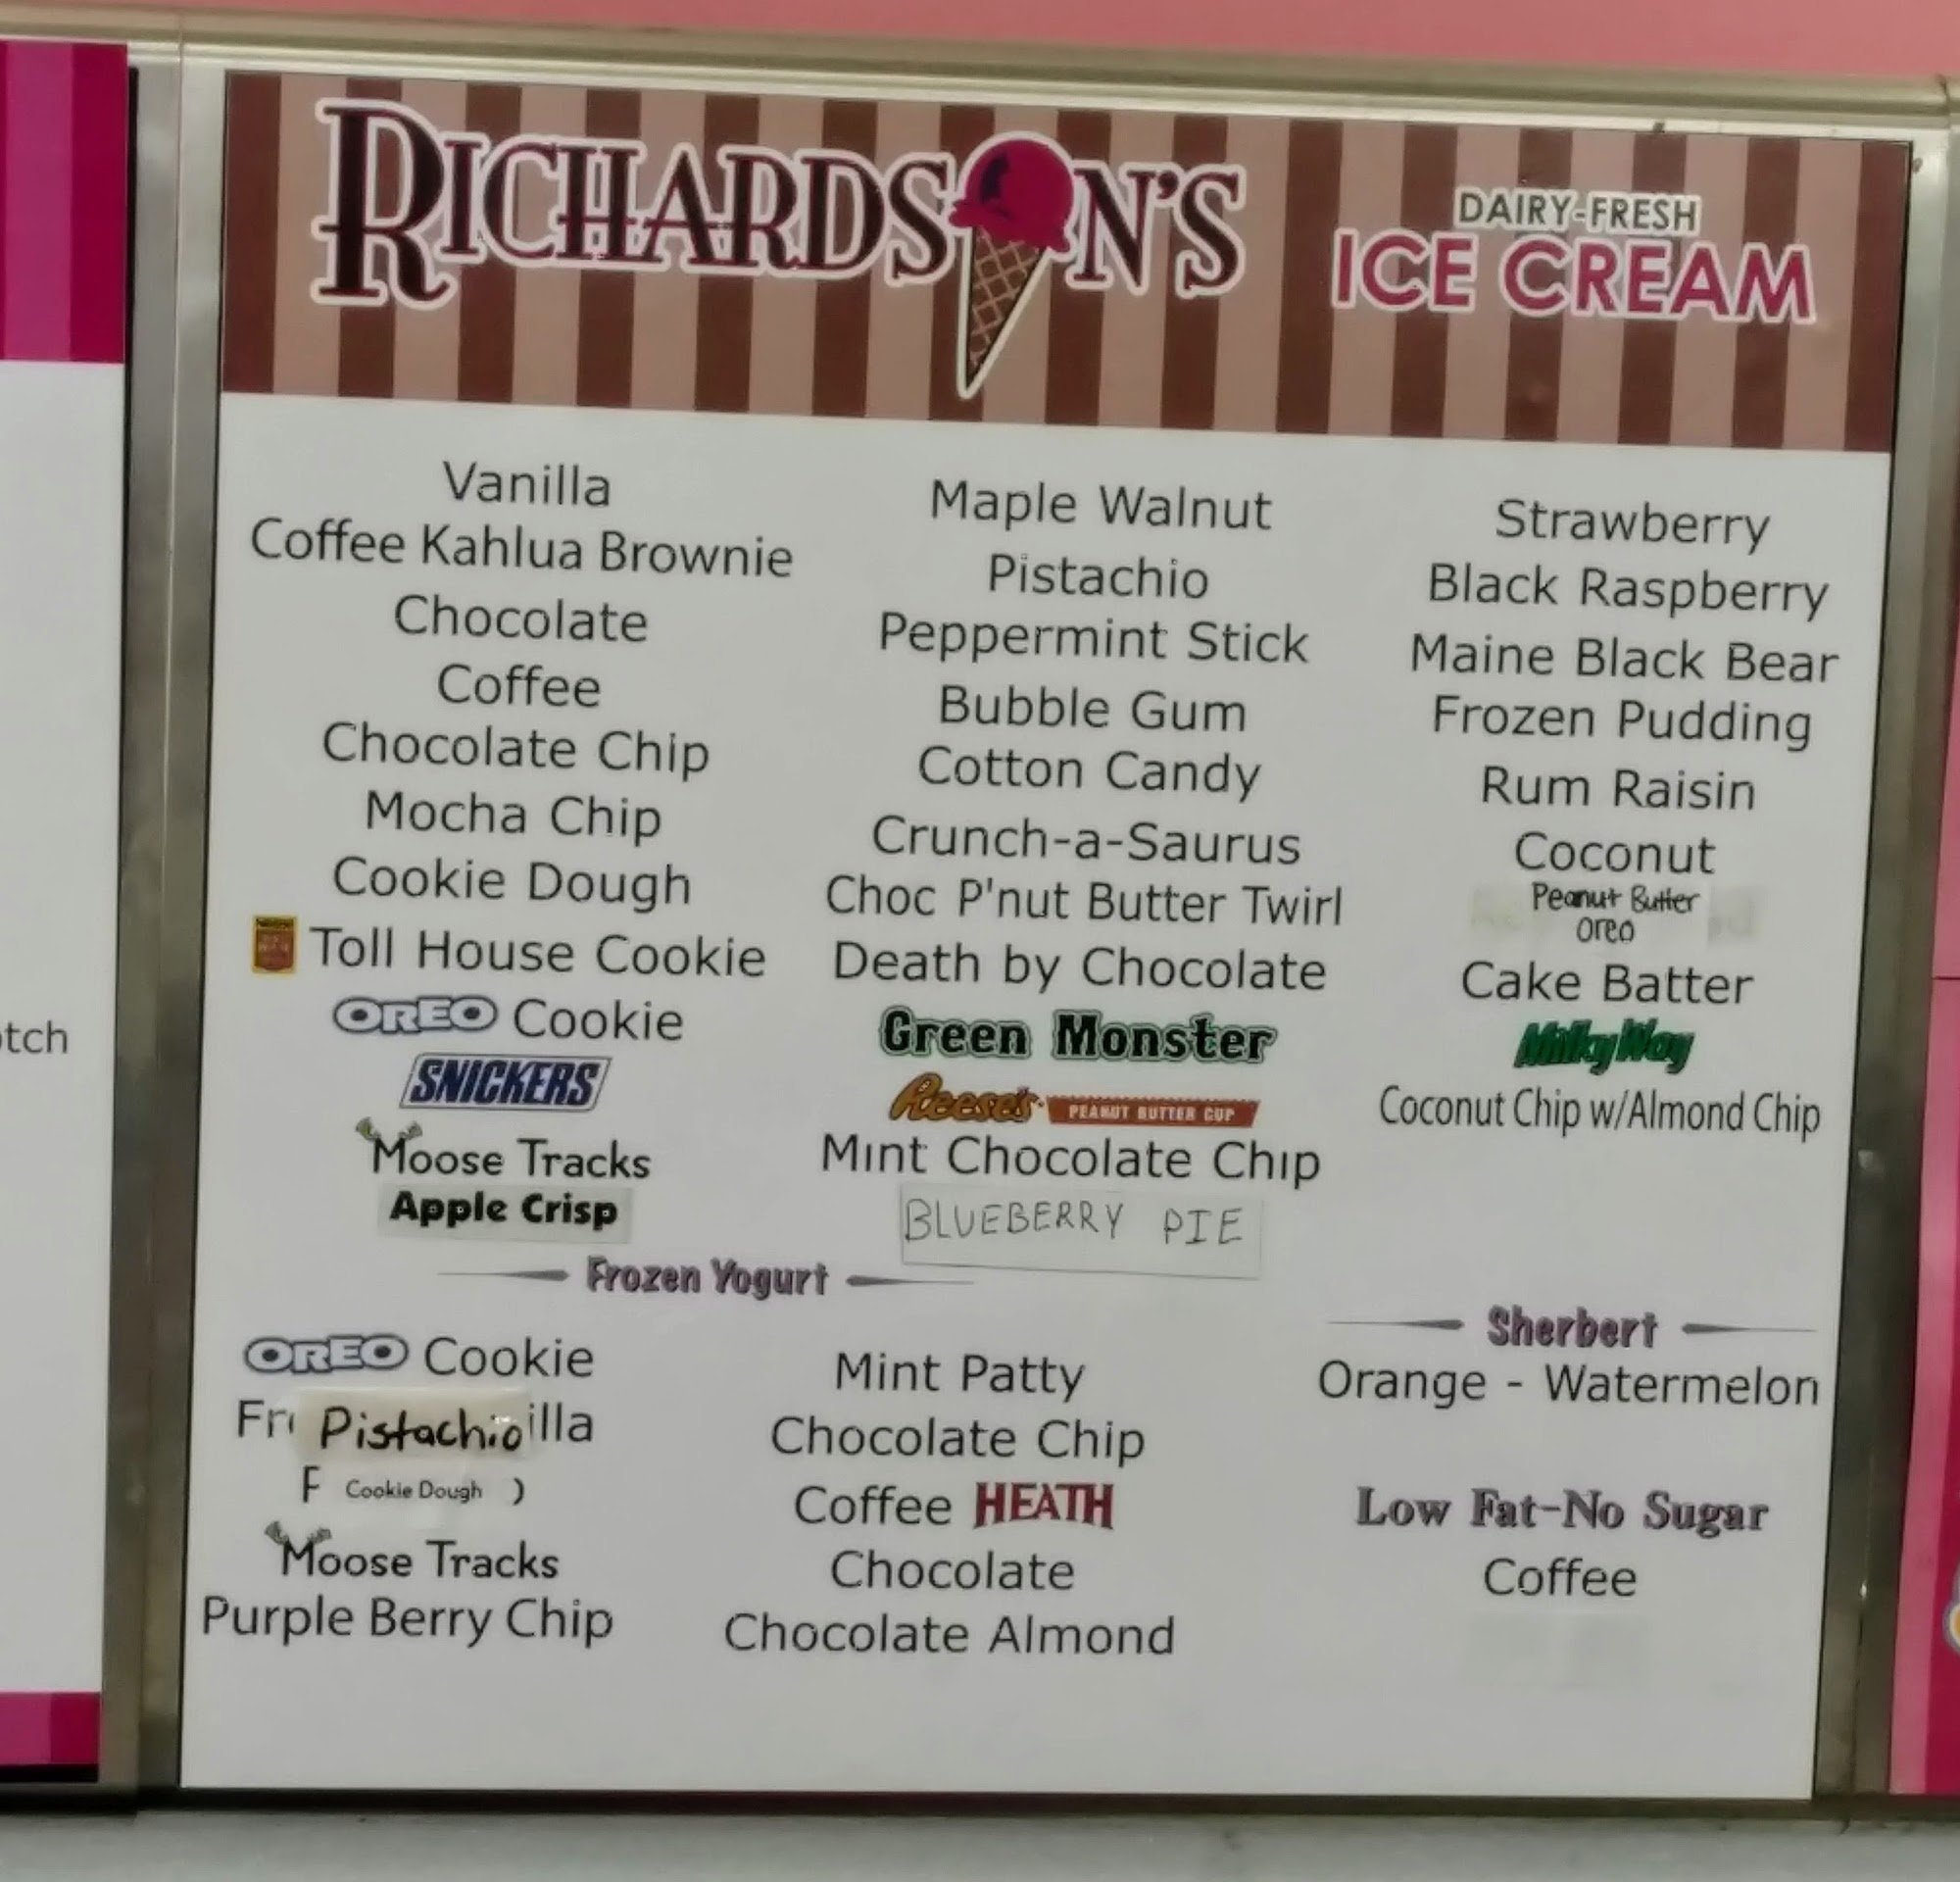 RICHARDSON'S
DAIRY-FRESH
ICE CREAM
Vanilla
Coffee Kahlua Brownie
Chocolate
Coffee
Chocolate Chip
Mocha Chip
Cookie Dough
Toll House Cookie
OREO Cookie
SNICKERS
Moose Tracks
Apple Crisp
Maple Walnut
Pistachio
Peppermint Stick
Bubble Gum
Cotton Candy
Crunch-a-Saurus
Choc P'nut Butter Twirl
Death by Chocolate
Green Monster
Reese's PEANUT BUTTER CUP
Mint Chocolate Chip
BLUEBERRY PIE
Strawberry
Black Raspberry
Maine Black Bear
Frozen Pudding
Rum Raisin
Coconut
Peanut Butter
Oreo
Cake Batter
Milky Way
Coconut Chip w/Almond Chip
Frozen Yogurt
OREO Cookie
Pistachio
Cookie Dough
Moose Tracks
Purple Berry Chip
Mint Patty
Chocolate Chip
Coffee HEATH
Chocolate
Chocolate Almond
Sherbert
Orange - Watermelon
Low Fat-No Sugar
Coffee